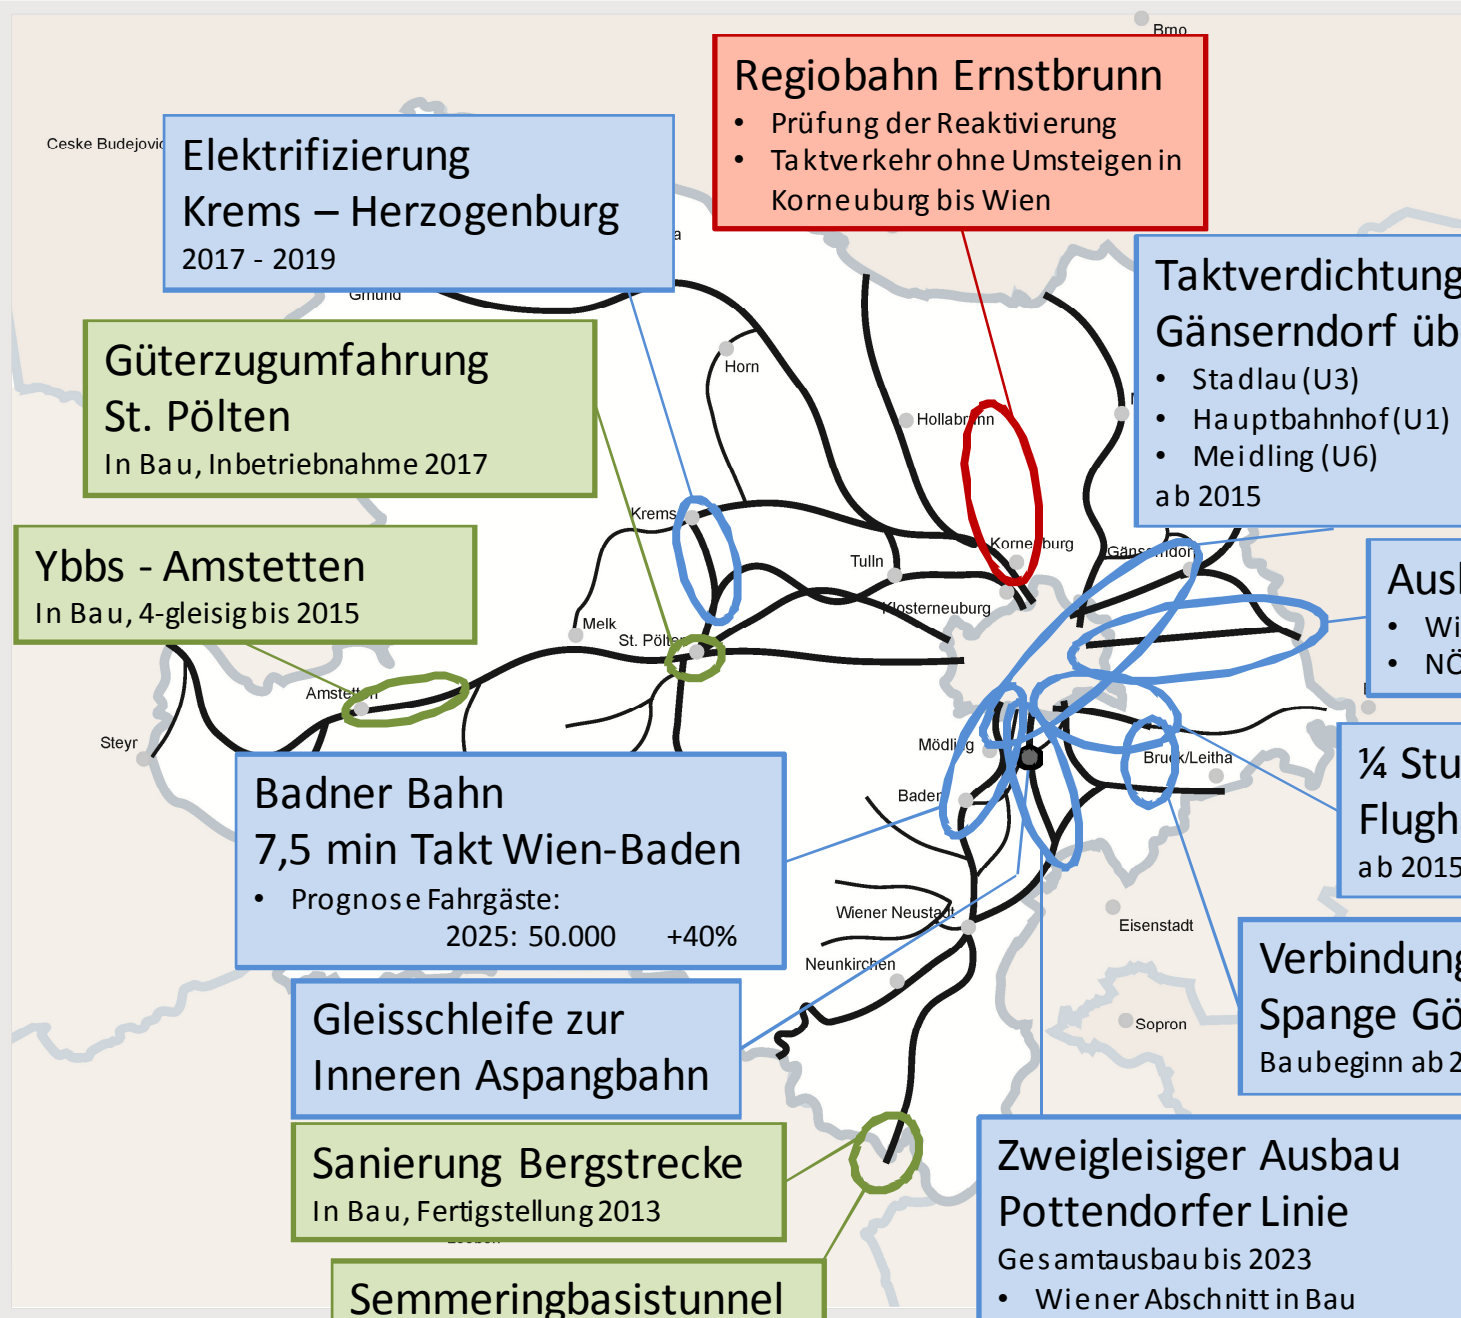 Brno
Regiobahn Ernstbrunn
• Prüfung der Reaktivierung
• Taktverkehr ohne Umsteigen in
Korneuburg bis Wien
Ceske Budejovic
Elektrifizierung
Krems – Herzogenburg
2017 - 2019
a
Gmünd
Taktverdichtung
Gänserndorf üb
• Stadlau (U3)
• Hauptbahnhof (U1)
• Meidling (U6)
ab 2015
Güterzugumfahrung
St. Pölten
In Bau, Inbetriebnahme 2017
Horn
Hollabrunn
Ybbs - Amstetten
In Bau, 4-gleisig bis 2015
Krems
Korneuburg
Gänserndorf
Tulln
Klosterneuburg
Melk
St. Pölten
Ausb
• Wi
• NÖ
Amstetten
Steyr
Mödling
Bruck/Leitha
Baden
¼ Stu
Flugh
ab 2015
Badner Bahn
7,5 min Takt Wien-Baden
• Prognose Fahrgäste:
2025: 50.000 +40%
Wiener Neustadt
Eisenstadt
Neunkirchen
Verbindung
Spange Gö
Baubeginn ab 2
Sopron
Gleisschleife zur
Inneren Aspangbahn
Sanierung Bergstrecke
In Bau, Fertigstellung 2013
Zweigleisiger Ausbau
Pottendorfer Linie
Gesamtausbau bis 2023
• Wiener Abschnitt in Bau
Semmeringbasistunnel